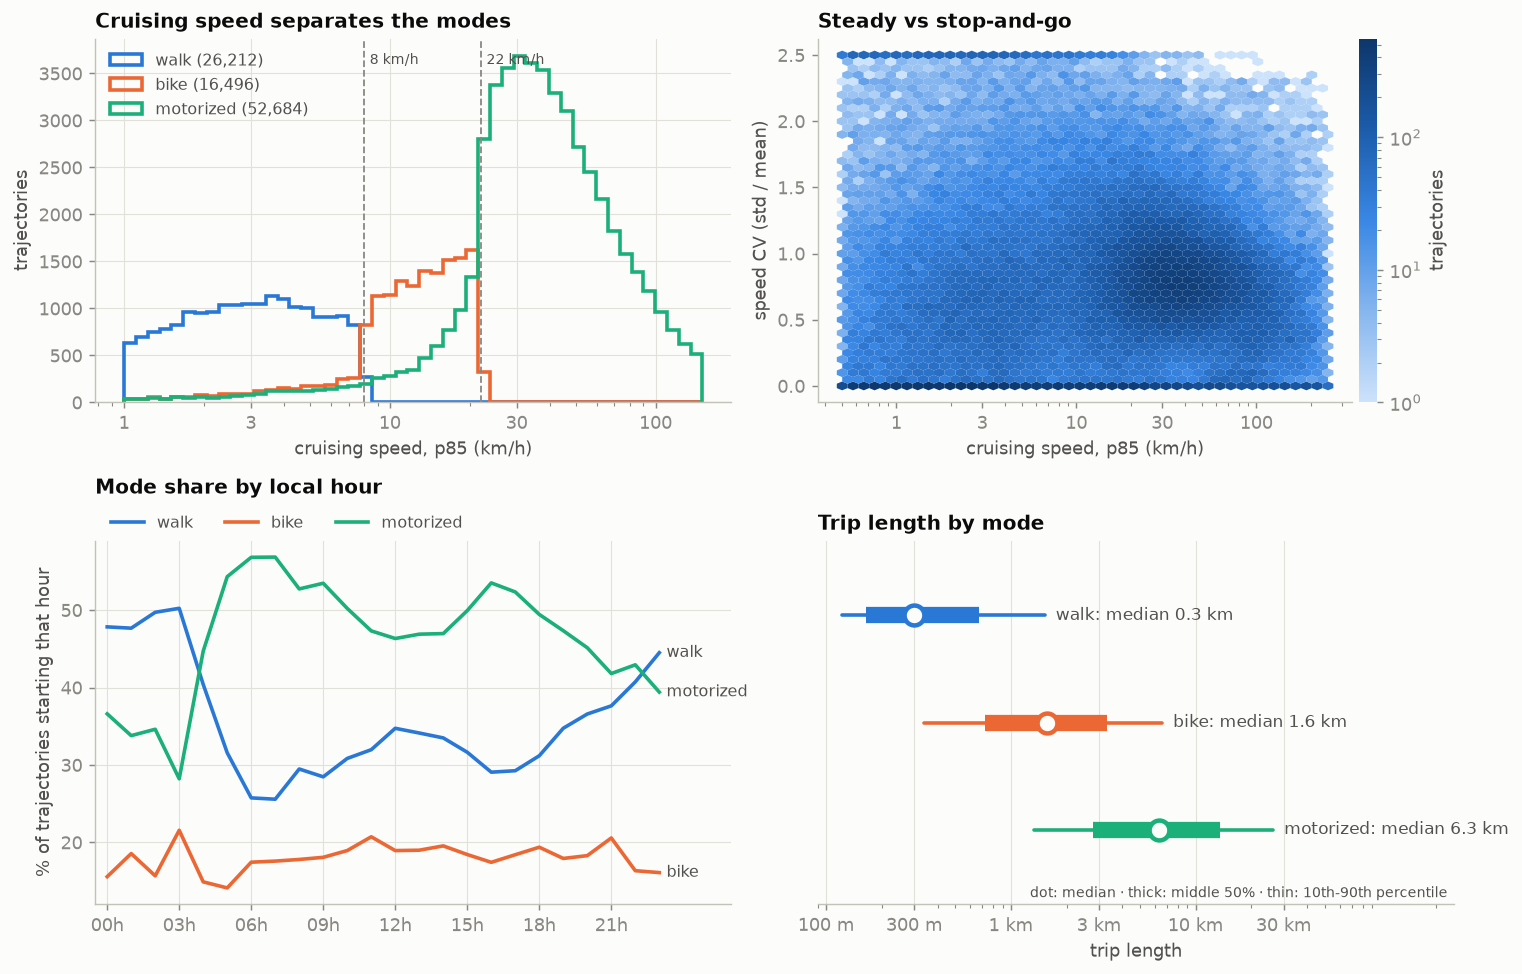 Cruising speed separates the modes
walk (26,212)
bike (16,496)
motorized (52,684)
8 km/h
22 km/h
trajectories
3500
3000
2500
2000
1500
1000
500
0
1
3
10
30
100
cruising speed, p85 (km/h)
Steady vs stop-and-go
speed CV (std / mean)
2.5
2.0
1.5
1.0
0.5
0.0
1
3
10
30
100
cruising speed, p85 (km/h)
10²
10¹
10⁰
trajectories
Mode share by local hour
walk
bike
motorized
% of trajectories starting that hour
50
40
30
20
walk
motorized
bike
00h
03h
06h
09h
12h
15h
18h
21h
Trip length by mode
walk: median 0.3 km
bike: median 1.6 km
motorized: median 6.3 km
dot: median · thick: middle 50% · thin: 10th-90th percentile
100 m
300 m
1 km
3 km
10 km
30 km
trip length